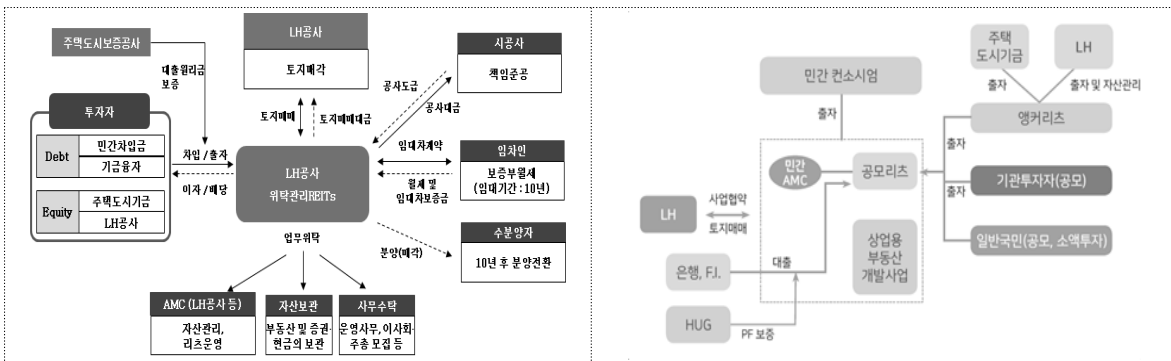 주택도시보증공사
대출원리금
보증
LH공사
토지매각
시공사
책임준공
공사도급
공사대금
투자자
Debt
민간차입금
기금융자
Equity
주택도시기금
LH공사
차입 / 출자
이자 / 배당
토지매매
토지매매대금
LH공사
위탁관리REITs
임대차계약
월세 및
임대차보증금
임차인
보증부월세
(임대기간 : 10년)
업무위탁
분양(매각)
수분양자
10년 후 분양전환
AMC (LH공사 등)
자산관리,
리츠운영
자산보관
부동산 및 증권·
현금의 보관
사무수탁
운영사무, 이사회·
주총 모집 등
주택
도시기금
LH
민간 컨소시엄
출자
출자 및 자산관리
출자
앵커리츠
출자
민간
AMC
공모리츠
기관투자자(공모)
출자
LH
사업협약
토지매매
일반국민(공모, 소액투자)
상업용
부동산
개발사업
은행, F.I.
대출
HUG
PF 보증